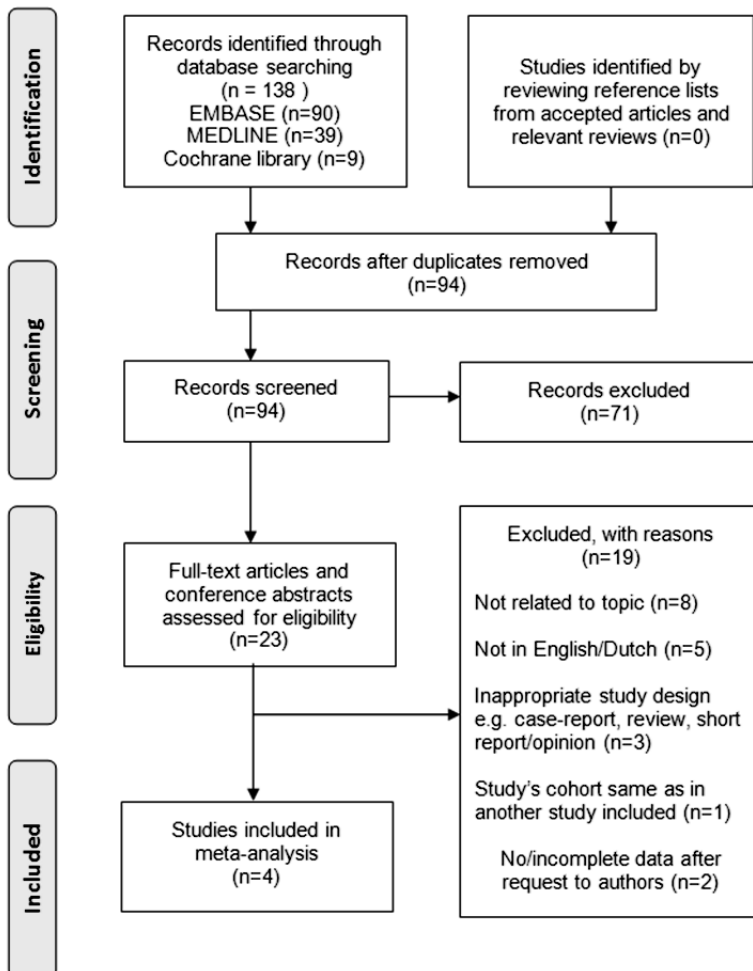 Identification
Records identified through
database searching
(n = 138 )
EMBASE (n=90)
MEDLINE (n=39)
Cochrane library (n=9)
Studies identified by
reviewing reference lists
from accepted articles and
relevant reviews (n=0)
Records after duplicates removed
(n=94)
Screening
Records screened
(n=94)
Records excluded
(n=71)
Eligibility
Full-text articles and
conference abstracts
assessed for eligibility
(n=23)
Excluded, with reasons
(n=19)
Not related to topic (n=8)
Not in English/Dutch (n=5)
Inappropriate study design
e.g. case-report, review, short
report/opinion (n=3)
Study's cohort same as in
another study included (n=1)
No/incomplete data after
request to authors (n=2)
Included
Studies included in
meta-analysis
(n=4)